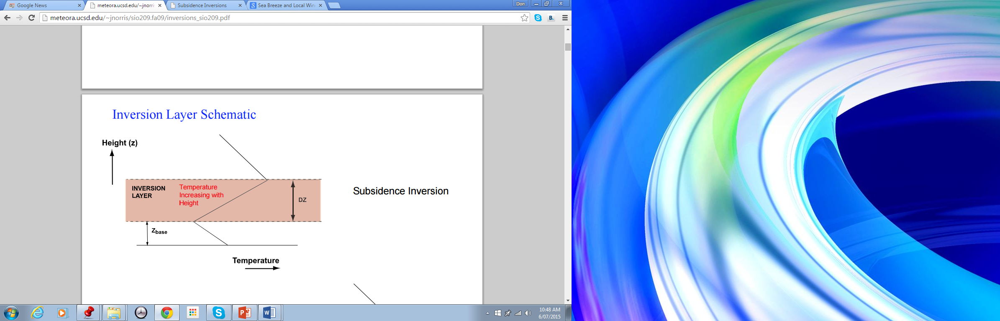 Google News
meteora.ucsd.edu/~jnorri
Subsidence Inversions
Sea Breeze and Local Win
Don
meteora.ucsd.edu/~jnorris/sio209.fa09/inversions_sio209.pdf
B.
Inversion Layer Schematic
Height (z)
INVERSION
LAYER
Temperature
Increasing with
Height
DZ
Subsidence Inversion
Zbase
Temperature
10:48 AM
6/07/2015